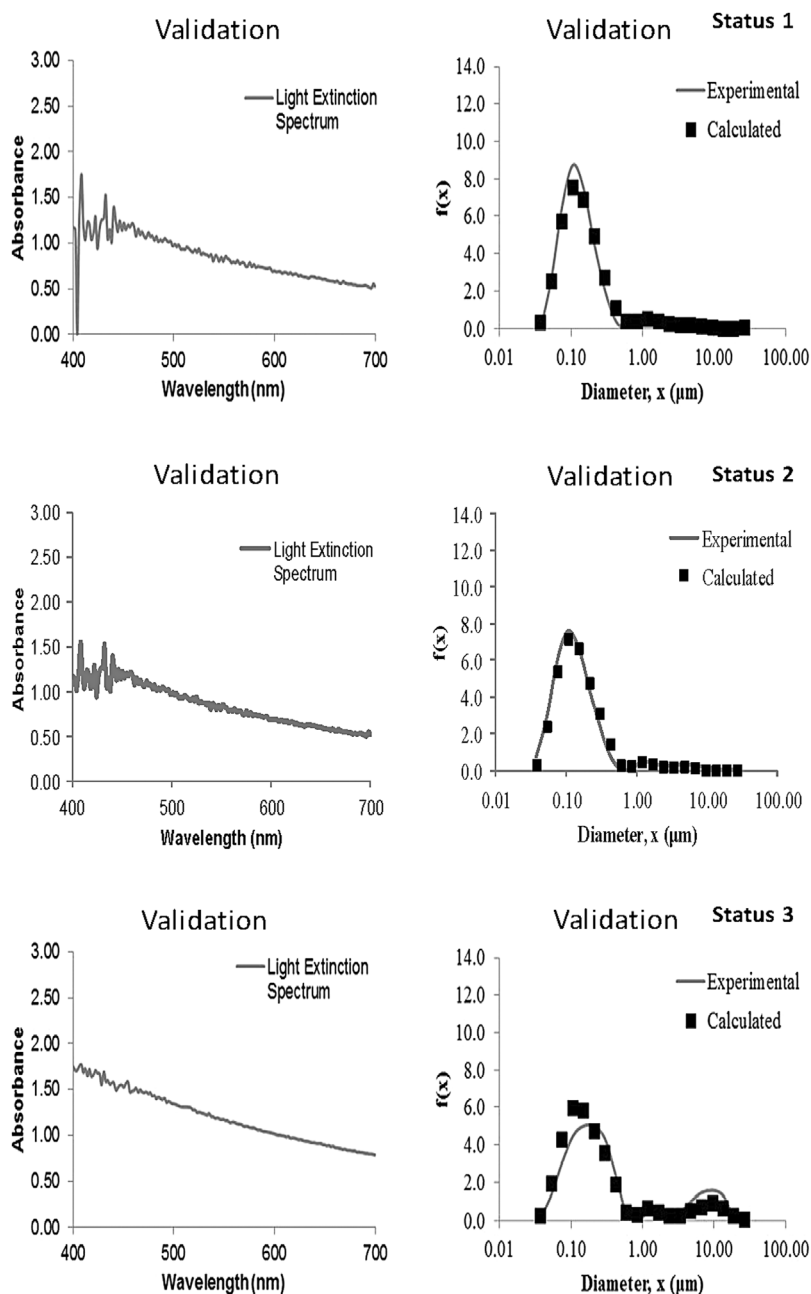 Validation
3.00
2.50
2.00
1.50
1.00
0.50
0.00
Absorbance
Light Extinction
Spectrum
400
500
600
700
Wavelength (nm)
Validation
Status 1
14.0
12.0
10.0
8.0
6.0
4.0
2.0
0.0
f(x)
Experimental
Calculated
0.01
0.10
1.00
10.00
100.00
Diameter, x (µm)
Validation
3.00
2.50
2.00
1.50
1.00
0.50
0.00
Absorbance
Light Extinction
Spectrum
400
500
600
700
Wavelength (nm)
Validation
Status 2
14.0
12.0
10.0
8.0
6.0
4.0
2.0
0.0
f(x)
Experimental
Calculated
0.01
0.10
1.00
10.00
100.00
Diameter, x (µm)
Validation
3.00
2.50
2.00
1.50
1.00
0.50
0.00
Absorbance
Light Extinction
Spectrum
400
500
600
700
Wavelength (nm)
Validation
Status 3
14.0
12.0
10.0
8.0
6.0
4.0
2.0
0.0
f(x)
Experimental
Calculated
0.01
0.10
1.00
10.00
100.00
Diameter, x (µm)